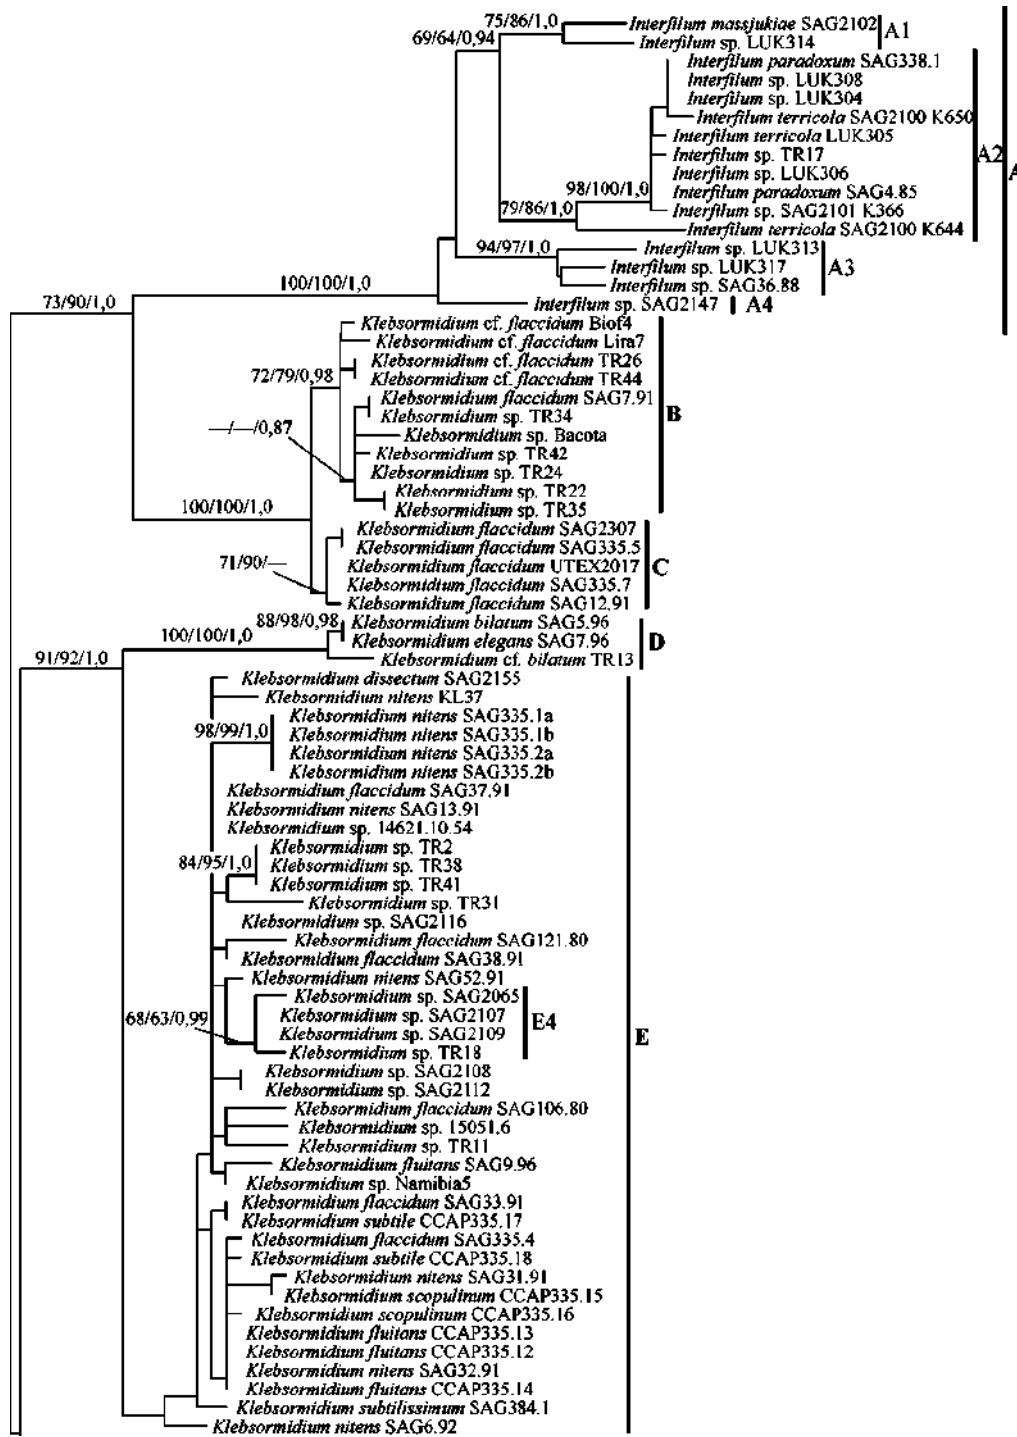 75/86/1,0
Interfilum massjukiae SAG2102
A1
A
69/64/0,94
Interfilum sp. LUK314
Interfilum paradoxum SAG338.1
Interfilum sp. LUK308
Interfilum sp. LUK304
Interfilum terricola SAG2100 K650
Interfilum terricola LUK305
Interfilum sp. TR17
A2
A
Interfilum sp. LUK306
98/100/1,0
Interfilum paradoxum SAG4.85
79/86/1,0
Interfilum sp. SAG2101 K366
Interfilum terricola SAG2100 K644
94/97/1,0
Interfilum sp. LUK313
Interfilum sp. LUK317
A3
100/100/1,0
Interfilum sp. SAG36.88
73/90/1,0
Interfilum sp. SAG2147
A4
Klebsormidium cf. flaccidum Biof4
Klebsormidium cf. flaccidum Lira7
Klebsormidium cf. flaccidum TR26
72/79/0,98
Klebsormidium cf. flaccidum TR44
Klebsormidium flaccidum SAG7.91
Klebsormidium sp. TR34
B
—/—/0,87
Klebsormidium sp. Bacota
Klebsormidium sp. TR42
Klebsormidium sp. TR24
Klebsormidium sp. TR22
100/100/1,0
Klebsormidium sp. TR35
Klebsormidium flaccidum SAG2307
Klebsormidium flaccidum SAG335.5
71/90/—
Klebsormidium flaccidum UTEX2017
C
Klebsormidium flaccidum SAG335.7
Klebsormidium flaccidum SAG12.91
88/98/0,98
Klebsormidium bilatum SAG5.96
100/100/1,0
Klebsormidium elegans SAG7.96
D
91/92/1,0
Klebsormidium cf. bilatum TR13
Klebsormidium dissectum SAG2155
Klebsormidium nitens KL37
Klebsormidium nitens SAG335.1a
98/99/1,0
Klebsormidium nitens SAG335.1b
Klebsormidium nitens SAG335.2a
Klebsormidium nitens SAG335.2b
Klebsormidium flaccidum SAG37.91
Klebsormidium nitens SAG13.91
Klebsormidium sp. 14621.10.54
Klebsormidium sp. TR2
84/95/1,0
Klebsormidium sp. TR38
Klebsormidium sp. TR41
Klebsormidium sp. TR31
Klebsormidium sp. SAG2116
Klebsormidium flaccidum SAG121.80
Klebsormidium flaccidum SAG38.91
Klebsormidium nitens SAG52.91
Klebsormidium sp. SAG2065
68/63/0,99
Klebsormidium sp. SAG2107
E4
Klebsormidium sp. SAG2109
E
Klebsormidium sp. TR18
Klebsormidium sp. SAG2108
Klebsormidium sp. SAG2112
Klebsormidium flaccidum SAG106.80
Klebsormidium sp. 15051.6
Klebsormidium sp. TR11
Klebsormidium fluitans SAG9.96
Klebsormidium sp. Namibia5
Klebsormidium flaccidum SAG33.91
Klebsormidium subtile CCAP335.17
Klebsormidium flaccidum SAG335.4
Klebsormidium subtile CCAP335.18
Klebsormidium nitens SAG31.91
Klebsormidium scopulinum CCAP335.15
Klebsormidium scopulinum CCAP335.16
Klebsormidium fluitans CCAP335.13
Klebsormidium fluitans CCAP335.12
Klebsormidium nitens SAG32.91
Klebsormidium fluitans CCAP335.14
Klebsormidium subtilissimum SAG384.1
Klebsormidium nitens SAG6.92